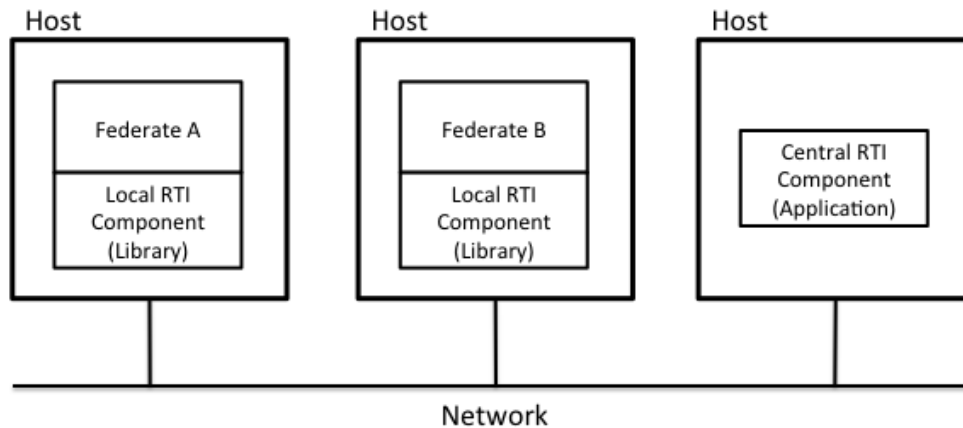 Host
Federate A
Local RTI
Component
(Library)
Host
Federate B
Local RTI
Component
(Library)
Host
Central RTI
Component
(Application)
Network